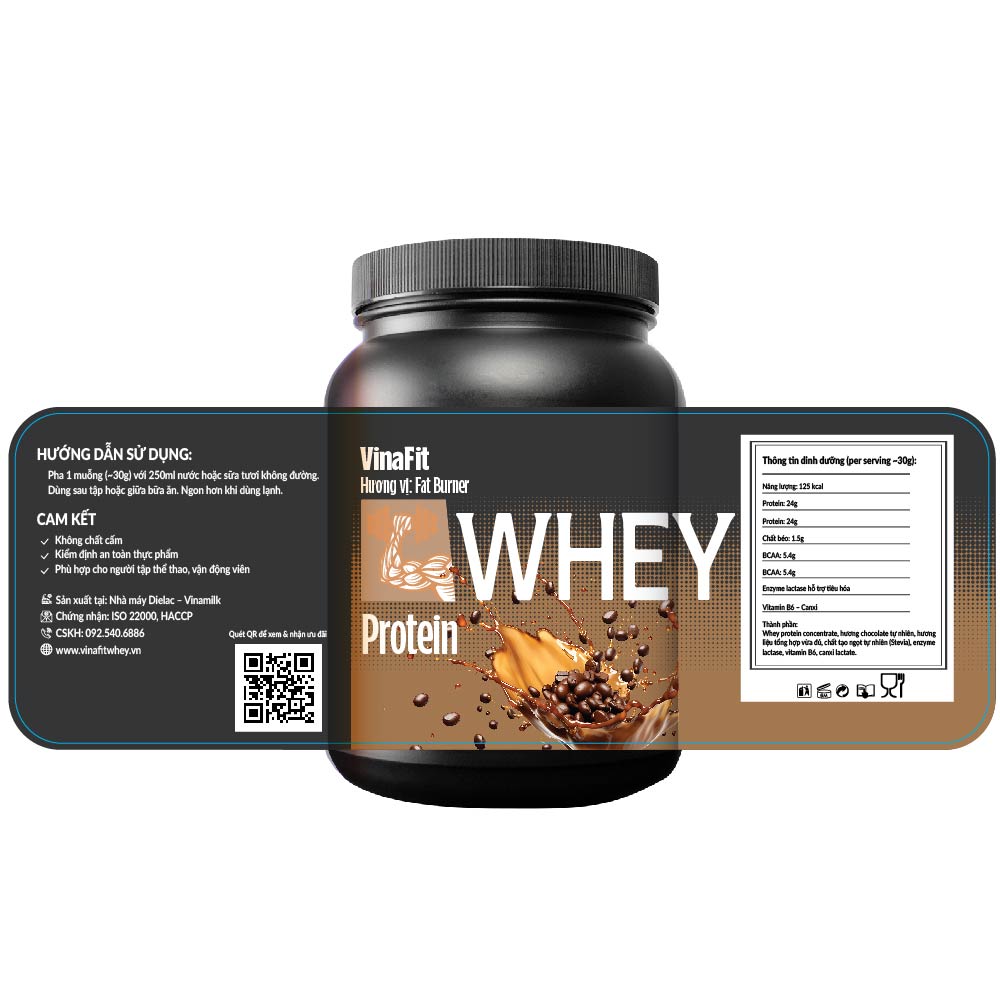 HƯỚNG DẪN SỬ DỤNG:
Pha 1 muỗng (~30g) với 250ml nước hoặc sữa tươi không đường.
Dùng sau tập hoặc giữa bữa ăn. Ngon hơn khi dùng lạnh.
CAM KẾT
Không chất cấm
Kiểm định an toàn thực phẩm
Phù hợp cho người tập thể thao, vận động viên
Sản xuất tại: Nhà máy Dielac – Vinamilk
Chứng nhận: ISO 22000, HACCP
CSKH: 092.540.6886
www.vinafitwhey.vn
Quét QR để xem & nhận ưu đãi
VinaFit
Hương vị: Fat Burner
WHEY
Protein
Thông tin dinh dưỡng (per serving ~30g):
Năng lượng: 125 kcal
Protein: 24g
Protein: 24g
Chất béo: 1.5g
BCAA: 5.4g
BCAA: 5.4g
Enzyme lactase hỗ trợ tiêu hóa
Vitamin B6 – Canxi
Thành phần:
Whey protein concentrate, hương chocolate tự nhiên, hương
liệu tổng hợp vừa đủ, chất tạo ngọt tự nhiên (Stevia), enzyme
lactase, vitamin B6, canxi lactate.